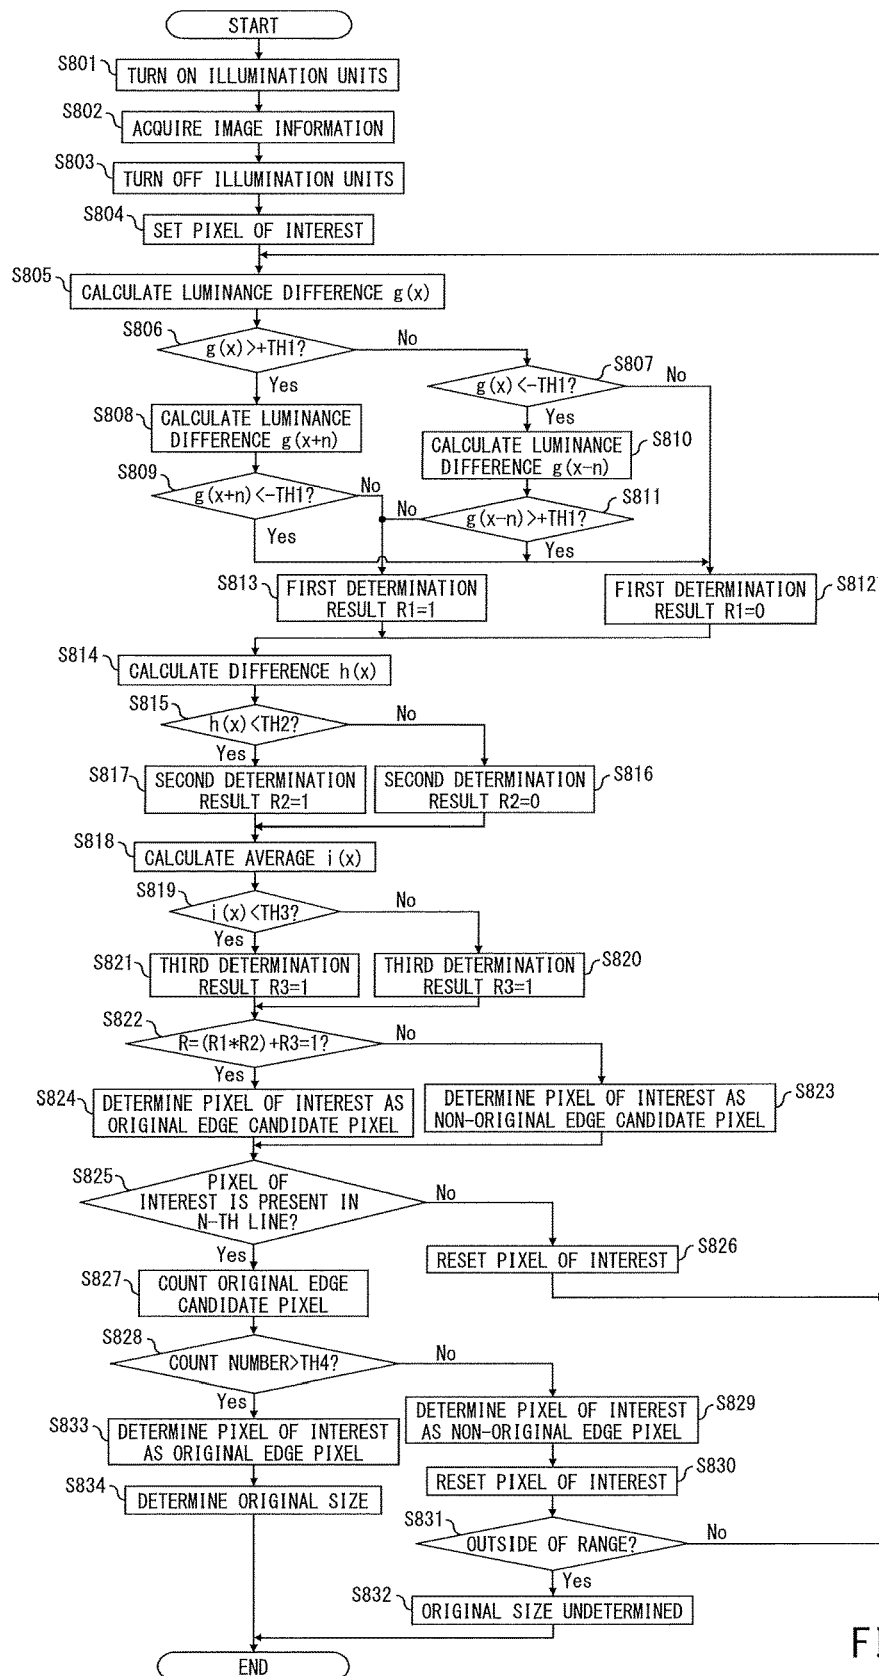 START
S801
TURN ON ILLUMINATION UNITS
S802
ACQUIRE IMAGE INFORMATION
S803
TURN OFF ILLUMINATION UNITS
S804
SET PIXEL OF INTEREST
S805
CALCULATE LUMINANCE DIFFERENCE g(x)
S806
g(x)>+TH1?
No
Yes
S807
g(x)<-TH1?
No
Yes
S808
CALCULATE LUMINANCE
DIFFERENCE g(x+n)
S810
CALCULATE LUMINANCE
DIFFERENCE g(x-n)
S809
g(x+n)<-TH1?
No
Yes
S811
g(x-n)>+TH1?
No
Yes
S813
FIRST DETERMINATION
RESULT R1=1
S812
FIRST DETERMINATION
RESULT R1=0
S814
CALCULATE DIFFERENCE h(x)
S815
h(x)<TH2?
No
Yes
S817
SECOND DETERMINATION
RESULT R2=1
S816
SECOND DETERMINATION
RESULT R2=0
S818
CALCULATE AVERAGE i(x)
S819
i(x)<TH3?
No
Yes
S821
THIRD DETERMINATION
RESULT R3=1
S820
THIRD DETERMINATION
RESULT R3=1
S822
R=(R1*R2)+R3=1?
No
Yes
S824
DETERMINE PIXEL OF INTEREST AS
ORIGINAL EDGE CANDIDATE PIXEL
S823
DETERMINE PIXEL OF INTEREST AS
NON-ORIGINAL EDGE CANDIDATE PIXEL
S825
PIXEL OF
INTEREST IS PRESENT IN
N-TH LINE?
No
Yes
S826
RESET PIXEL OF INTEREST
S827
COUNT ORIGINAL EDGE
CANDIDATE PIXEL
S828
COUNT NUMBER>TH4?
No
Yes
S829
DETERMINE PIXEL OF INTEREST
AS NON-ORIGINAL EDGE PIXEL
S833
DETERMINE PIXEL OF INTEREST
AS ORIGINAL EDGE PIXEL
S830
RESET PIXEL OF INTEREST
S834
DETERMINE ORIGINAL SIZE
S831
OUTSIDE OF RANGE?
No
Yes
S832
ORIGINAL SIZE UNDETERMINED
END